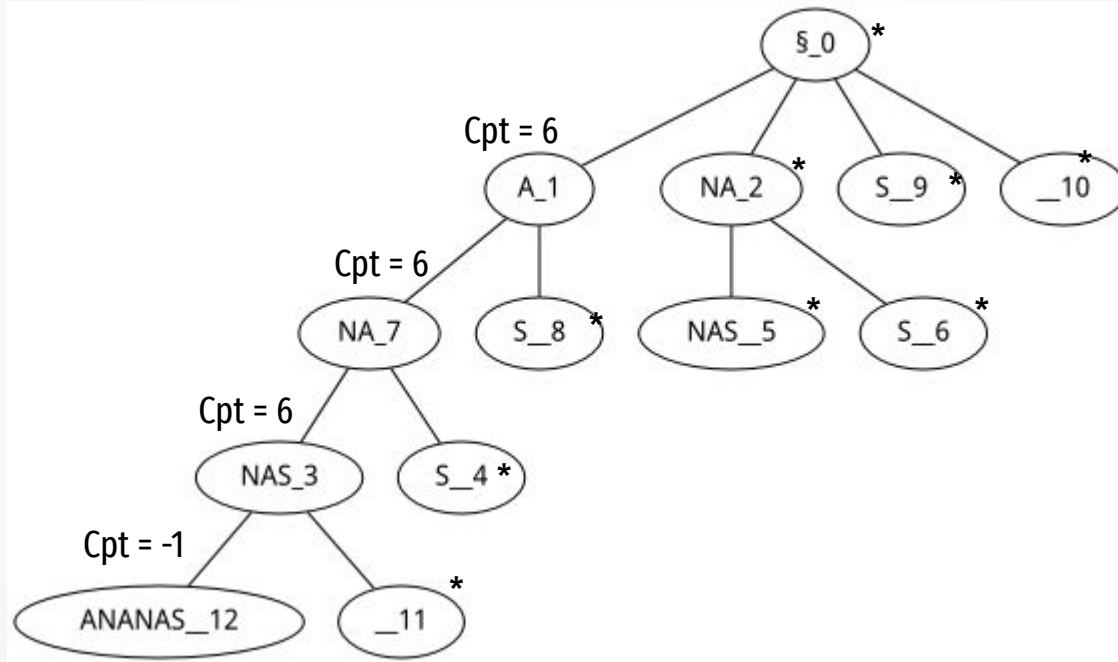 §_0 *
Cpt = 6
A_1 NA_2 * S__9 * __10 *
Cpt = 6
NA_7 S__8 * NAS__5 * S__6 *
Cpt = 6
NAS_3 S__4 *
Cpt = -1
ANANAS__12 __11 *